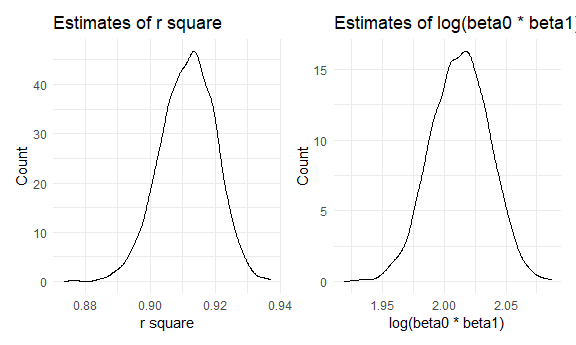 Estimates of r square
Count
40
30
20
10
0
0.88 0.90 0.92 0.94
r square
Estimates of log(beta0 * beta1)
Count
15
10
5
0
1.95 2.00 2.05
log(beta0 * beta1)